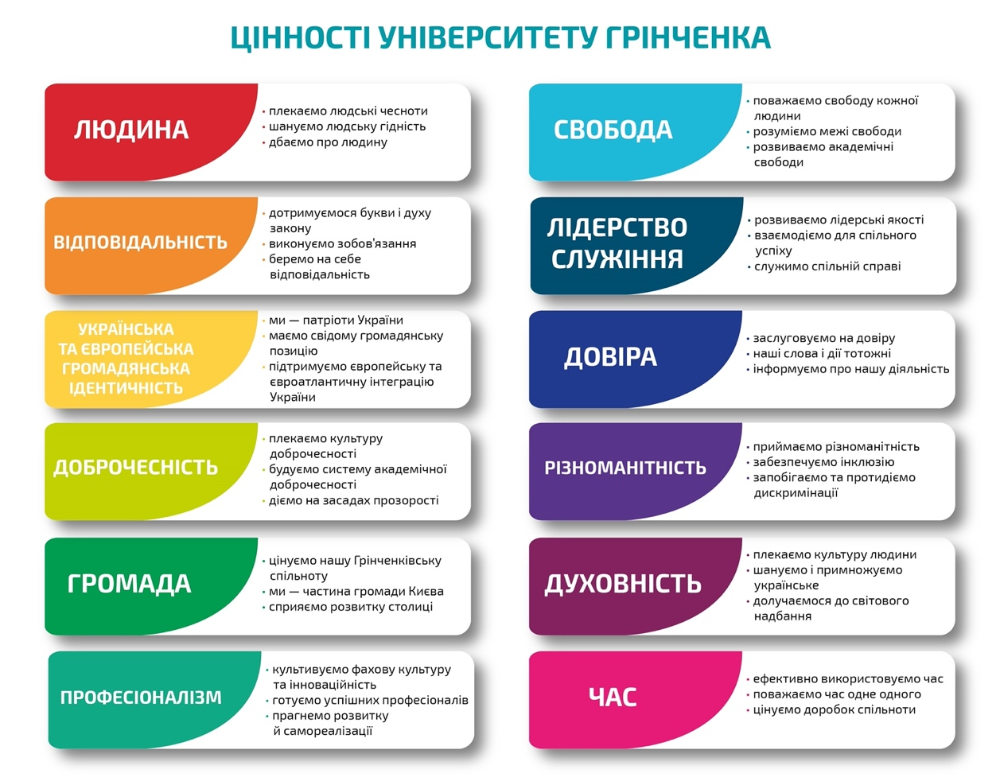 ЦІННОСТІ УНІВЕРСИТЕТУ ГРІНЧЕНКА
ЛЮДИНА
• плекаємо людські чесноти
• шануємо людську гідність
• дбаємо про людину
ВІДПОВІДАЛЬНІСТЬ
• дотримуємося букви і духу
закону
• виконуємо зобов'язання
• беремо на себе
відповідальність
УКРАЇНСЬКА
ТА ЄВРОПЕЙСЬКА
ГРОМАДЯНСЬКА
ІДЕНТИЧНІСТЬ
• ми — патріоти України
• маємо свідому громадянську
позицію
• підтримуємо європейську та
євроатлантичну інтеграцію
України
ДОБРОЧЕСНІСТЬ
• плекаємо культуру
доброчесності
• будуємо систему академічної
доброчесності
• діємо на засадах прозорості
ГРОМАДА
• цінуємо нашу Грінченківську
спільноту
• ми — частина громади Києва
• сприяємо розвитку столиці
ПРОФЕСІОНАЛІЗМ
• культивуємо фахову культуру
та інноваційність
• готуємо успішних професіоналів
• прагнемо розвитку
й самореалізації
СВОБОДА
• поважаємо свободу кожної
людини
• розуміємо межі свободи
• розвиваємо академічні
свободи
ЛІДЕРСТВО
СЛУЖІННЯ
• розвиваємо лідерські якості
• взаємодіємо для спільного
успіху
• служимо спільній справі
ДОВІРА
• заслуговуємо на довіру
• наші слова і дії тотожні
• інформуємо про нашу діяльність
РІЗНОМАНІТНІСТЬ
• приймаємо різноманітність
• забезпечуємо інклюзію
• запобігаємо та протидіємо
дискримінації
ДУХОВНІСТЬ
• плекаємо культуру людини
• шануємо і примножуємо
українське
• долучаємося до світового
надбання
ЧАС
• ефективно використовуємо час
• поважаємо час одне одного
• цінуємо доробок спільноти